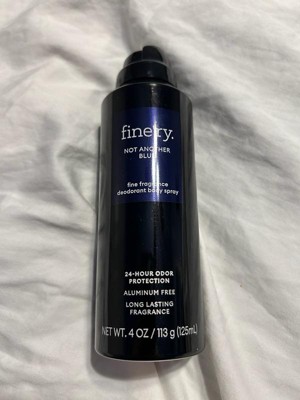 finery.
NOT ANOTHER
BLUE
fine fragrance
deodorant body spray
24-HOUR ODOR
PROTECTION
ALUMINUM FREE
LONG LASTING
FRAGRANCE
NET WT. 4 OZ / 113 g (125mL)